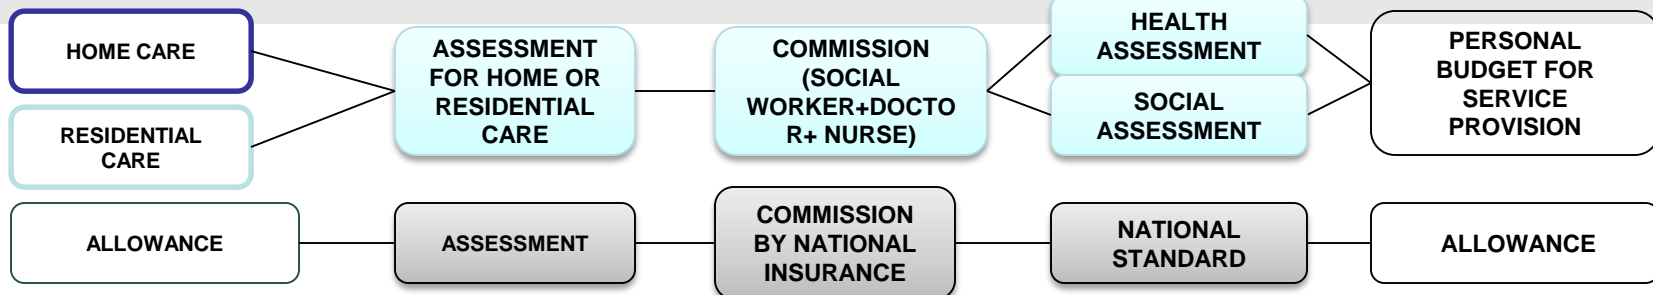 HOME CARE
RESIDENTIAL
CARE
ASSESSMENT
FOR HOME OR
RESIDENTIAL
CARE
COMMISSION
(SOCIAL
WORKER+DOCTO
R+ NURSE)
HEALTH
ASSESSMENT
SOCIAL
ASSESSMENT
PERSONAL
BUDGET FOR
SERVICE
PROVISION
ALLOWANCE
ASSESSMENT
COMMISSION
BY NATIONAL
INSURANCE
NATIONAL
STANDARD
ALLOWANCE